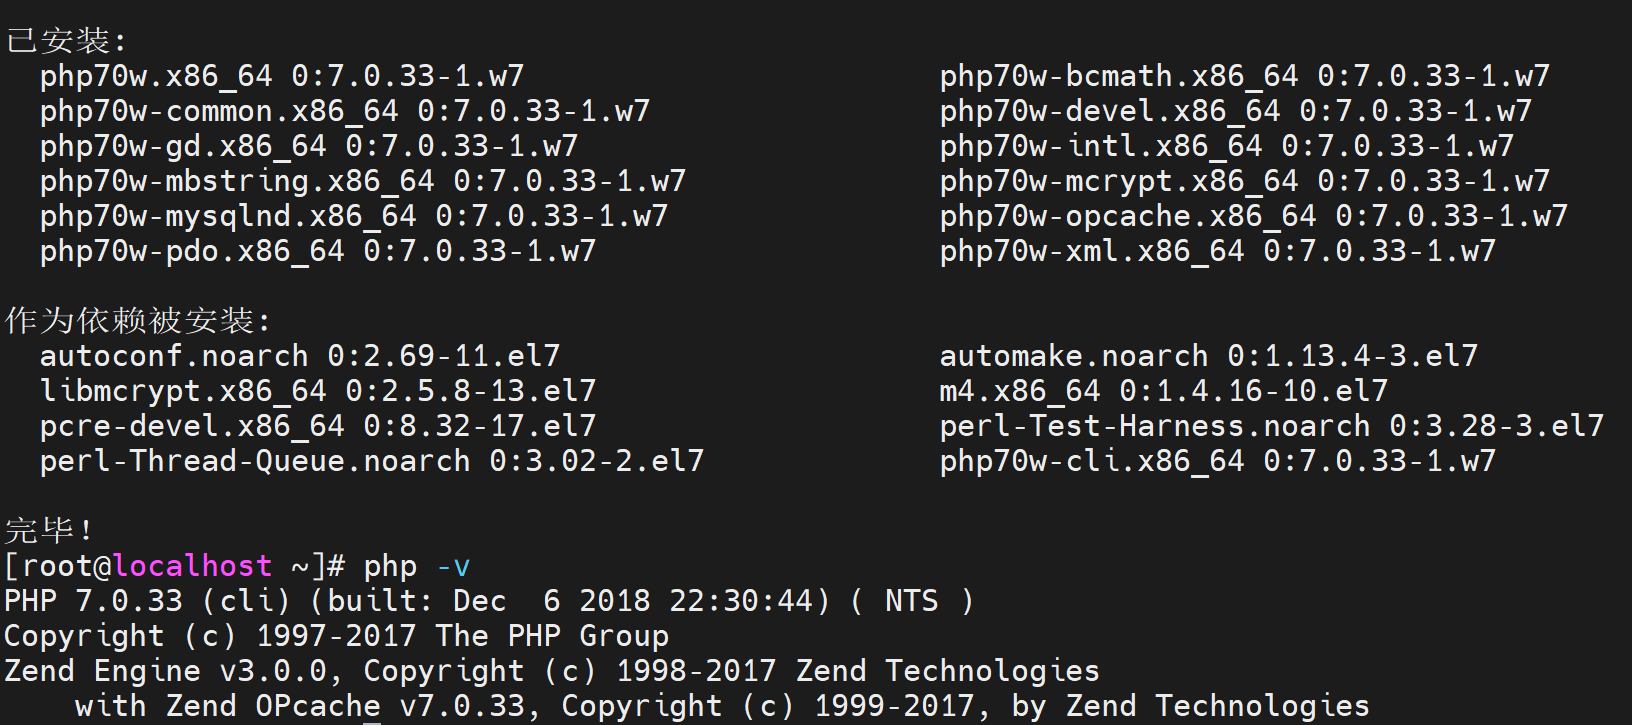 已安装:
  php70w.x86_64 0:7.0.33-1.w7                       php70w-bcmath.x86_64 0:7.0.33-1.w7
  php70w-common.x86_64 0:7.0.33-1.w7                php70w-devel.x86_64 0:7.0.33-1.w7
  php70w-gd.x86_64 0:7.0.33-1.w7                    php70w-intl.x86_64 0:7.0.33-1.w7
  php70w-mbstring.x86_64 0:7.0.33-1.w7              php70w-mcrypt.x86_64 0:7.0.33-1.w7
  php70w-mysqlnd.x86_64 0:7.0.33-1.w7               php70w-opcache.x86_64 0:7.0.33-1.w7
  php70w-pdo.x86_64 0:7.0.33-1.w7                   php70w-xml.x86_64 0:7.0.33-1.w7

作为依赖被安装:
  autoconf.noarch 0:2.69-11.el7                     automake.noarch 0:1.13.4-3.el7
  libmcrypt.x86_64 0:2.5.8-13.el7                   m4.x86_64 0:1.4.16-10.el7
  pcre-devel.x86_64 0:8.32-17.el7                   perl-Test-Harness.noarch 0:3.28-3.el7
  perl-Thread-Queue.noarch 0:3.02-2.el7             php70w-cli.x86_64 0:7.0.33-1.w7

完毕！
[root@localhost ~]# php -v
PHP 7.0.33 (cli) (built: Dec  6 2018 22:30:44) ( NTS )
Copyright (c) 1997-2017 The PHP Group
Zend Engine v3.0.0, Copyright (c) 1998-2017 Zend Technologies
    with Zend OPcache v7.0.33, Copyright (c) 1999-2017, by Zend Technologies